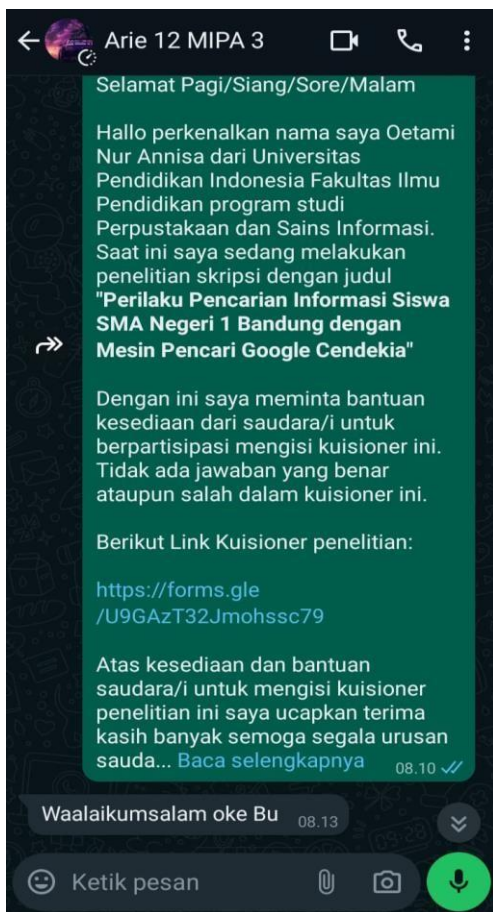 Arie 12 MIPA 3
Selamat Pagi/Siang/Sore/Malam
Hallo perkenalkan nama saya Oetami
Nur Annisa dari Universitas
Pendidikan Indonesia Fakultas Ilmu
Pendidikan program studi
Perpustakaan dan Sains Informasi.
Saat ini saya sedang melakukan
penelitian skripsi dengan judul
"Perilaku Pencarian Informasi Siswa
SMA Negeri 1 Bandung dengan
Mesin Pencari Google Cendekia"
Dengan ini saya meminta bantuan
kesediaan dari saudara/i untuk
berpartisipasi mengisi kuisioner ini.
Tidak ada jawaban yang benar
ataupun salah dalam kuisioner ini.
Berikut Link Kuisioner penelitian:
https://forms.gle
/U9GAzT32Jmohssc79
Atas kesediaan dan bantuan
saudara/i untuk mengisi kuisioner
penelitian ini saya ucapkan terima
kasih banyak semoga segala urusan
sauda... Baca selengkapnya 08.10
Waalaikumsalam oke Bu 08.13
Ketik pesan